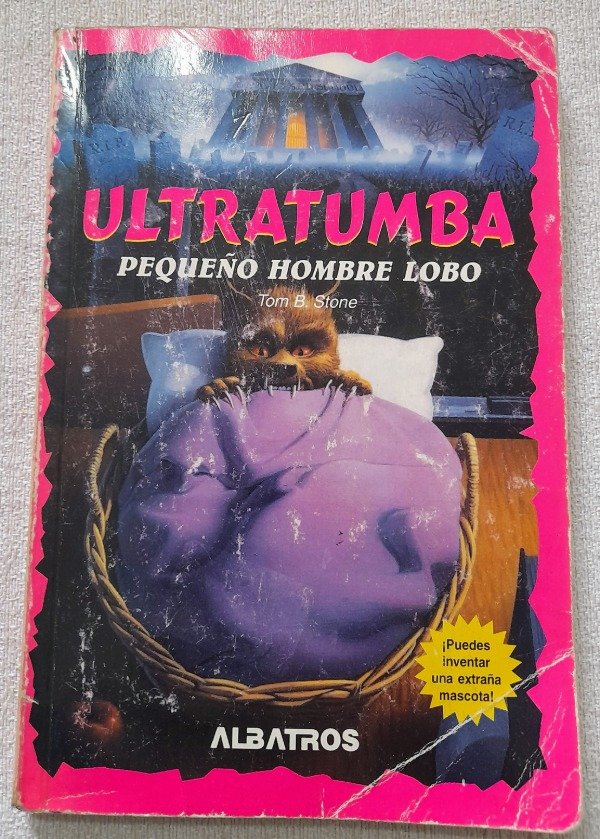 R.I.P.
R.I.P.
ULTRATUMBA
PEQUEÑO HOMBRE LOBO
Tom B. Stone
¡Puedes
inventar
una extraña
mascota!
ALBATROS